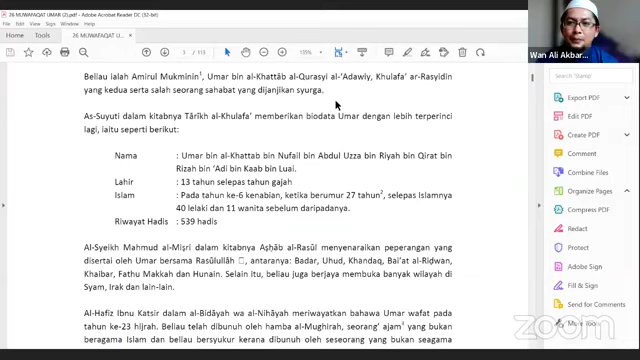 26 MUWAFAQAT UMAR (2).pdf - Adobe Acrobat Reader DC (32-bit)
File Edit View Sign Window Help
Home Tools 26 MUWAFAQAT UM... ×
/ 113 135%
Beliau ialah Amirul Mukminin¹, Umar bin al-Khattāb al-Qurasyi al-‘Adawiy, Khulafa’ ar-Rasyidin
yang kedua serta salah seorang sahabat yang dijanjikan syurga.
As-Suyuti dalam kitabnya Tārīkh al-Khulafa’ memberikan biodata Umar dengan lebih terperinci
lagi, iaitu seperti berikut:
Nama : Umar bin al-Khattab bin Nufail bin Abdul Uzza bin Riyah bin Qirat bin
Rizah bin ‘Adi bin Kaab bin Luai.
Lahir : 13 tahun selepas tahun gajah
Islam : Pada tahun ke-6 kenabian, ketika berumur 27 tahun², selepas Islamnya
40 lelaki dan 11 wanita sebelum daripadanya.
Riwayat Hadis : 539 hadis
Al-Syeikh Mahmud al-Miṣri dalam kitabnya Aṣḥāb al-Rasūl menyenaraikan peperangan yang
disertai oleh Umar bersama Rasūlullāh, antaranya: Badar, Uhud, Khandaq, Bai’at al-Riḍwan,
Khaibar, Fathu Makkah dan Hunain. Selain itu, beliau juga berjaya membuka banyak wilayah di
Syam, Irak dan lain-lain.
Al-Hafiz Ibnu Katsir dalam al-Bidāyah wa al-Nihāyah meriwayatkan bahawa Umar wafat pada
tahun ke-23 hijrah. Beliau telah dibunuh oleh hamba al-Mughirah, seorang ‘ajam⁴ yang bukan
beragama Islam dan beliau bersyukur kerana dibunuh oleh seseorang yang bukan seagama
Wan Ali Akbar...
Search 'Stamp'
Export PDF
Edit PDF
Create PDF
Comment
Combine Files
Organize Pages
Compress PDF
Redact
Protect
Adobe Sign
Fill & Sign
Send for Comments
More Tools
zoom